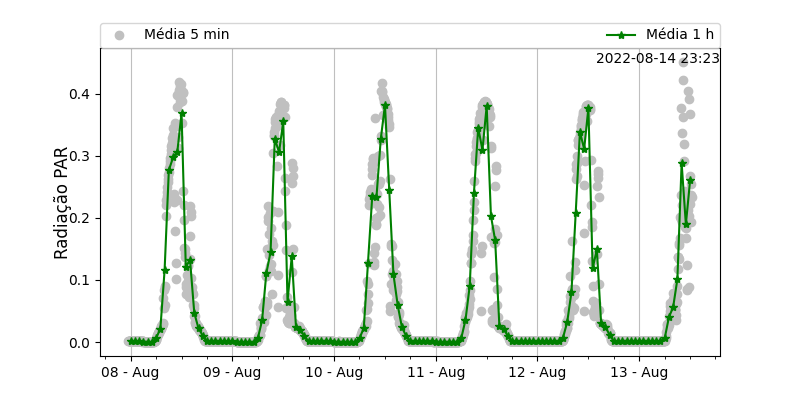 Média 5 min
Média 1 h
2022-08-14 23:23
Radiação PAR
0.4
0.3
0.2
0.1
0.0
08 - Aug
09 - Aug
10 - Aug
11 - Aug
12 - Aug
13 - Aug